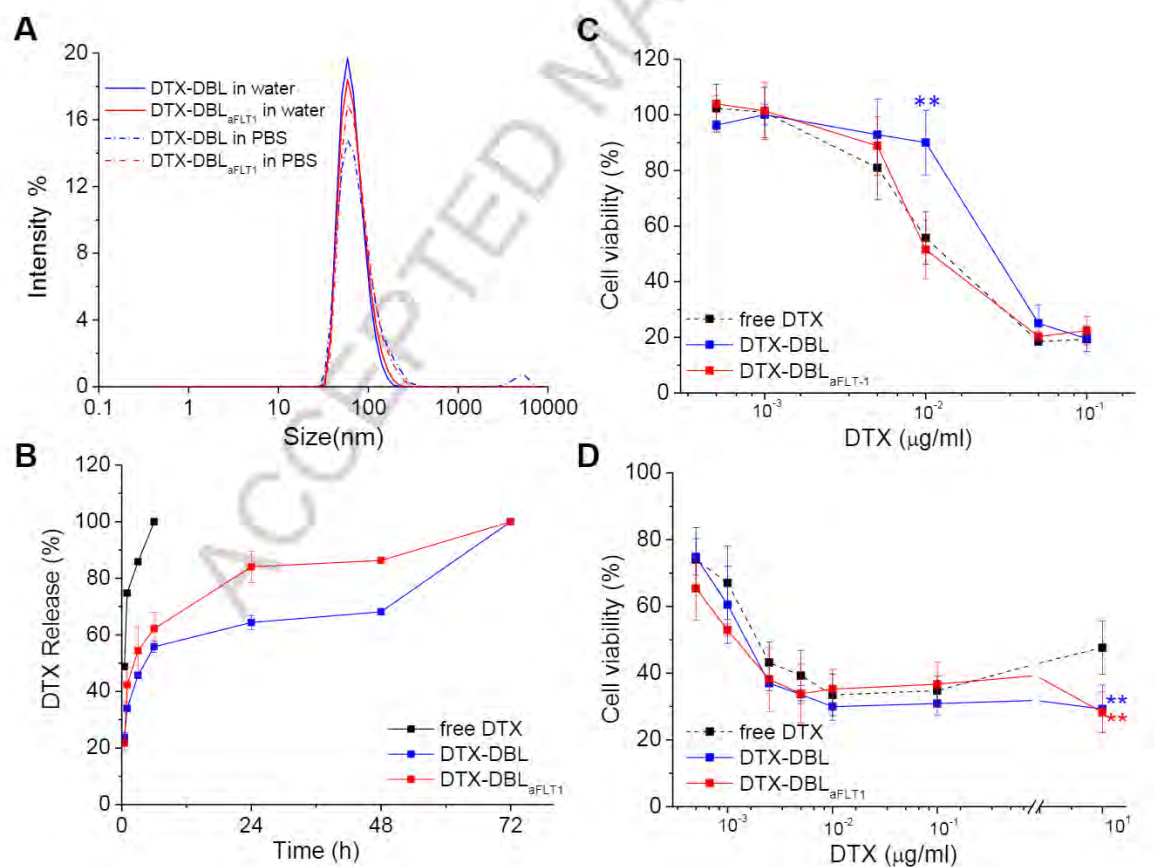 A
Intensity %
20
16
12
8
4
0
DTX-DBL in water
DTX-DBLaFLT1 in water
DTX-DBL in PBS
DTX-DBLaFLT1 in PBS
0.1 1 10 100 1000 10000
Size(nm)
C
Cell viability (%)
120
100
80
60
40
20
0
**
free DTX
DTX-DBL
DTX-DBLaFLT-1
10-3 10-2 10-1
DTX (μg/ml)
B
DTX Release (%)
120
100
80
60
40
20
0
free DTX
DTX-DBL
DTX-DBLaFLT1
0 24 48 72
Time (h)
D
Cell viability (%)
100
80
60
40
20
0
**
**
free DTX
DTX-DBL
DTX-DBLaFLT1
10-3 10-2 10-1 101
DTX (μg/ml)
ACCEPTED MA